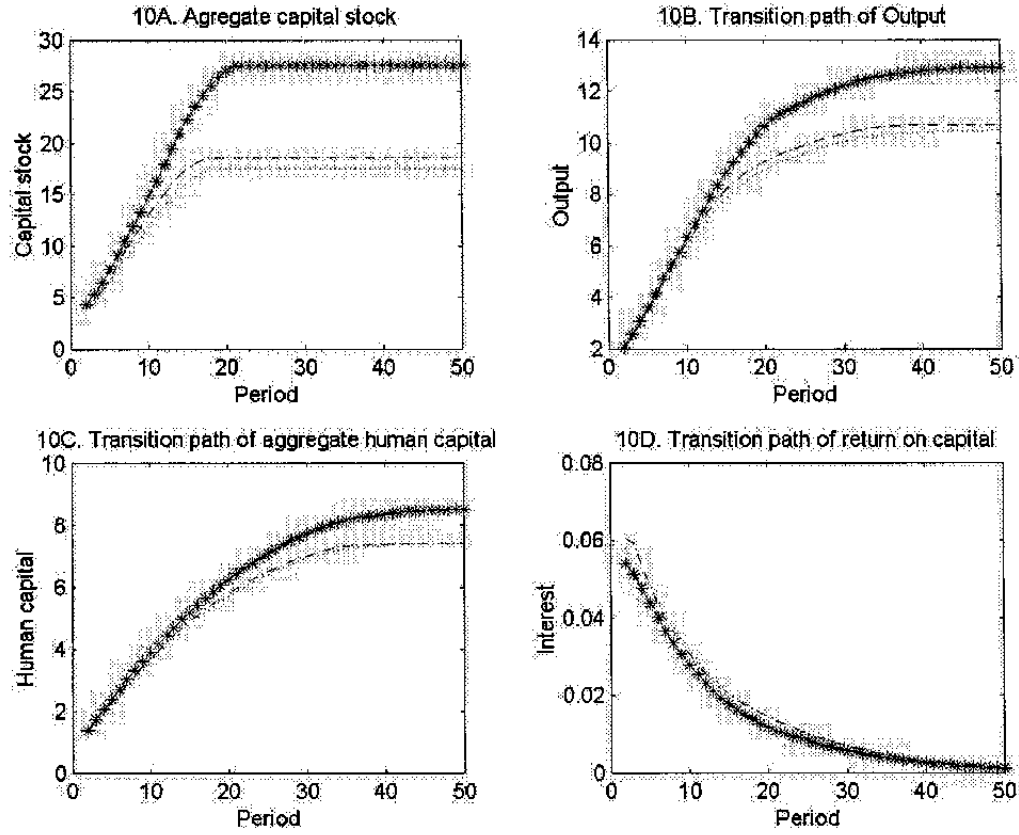 10A. Agregate capital stock
30
25
20
15
10
5
0
Capital stock
0 10 20 30 40 50
Period
10B. Transition path of Output
14
12
10
8
6
4
2
Output
0 10 20 30 40 50
Period
10C. Transition path of aggregate human capital
10
8
6
4
2
0
Human capital
0 10 20 30 40 50
Period
10D. Transition path of return on capital
0.08
0.06
0.04
0.02
0
Interest
0 10 20 30 40 50
Period